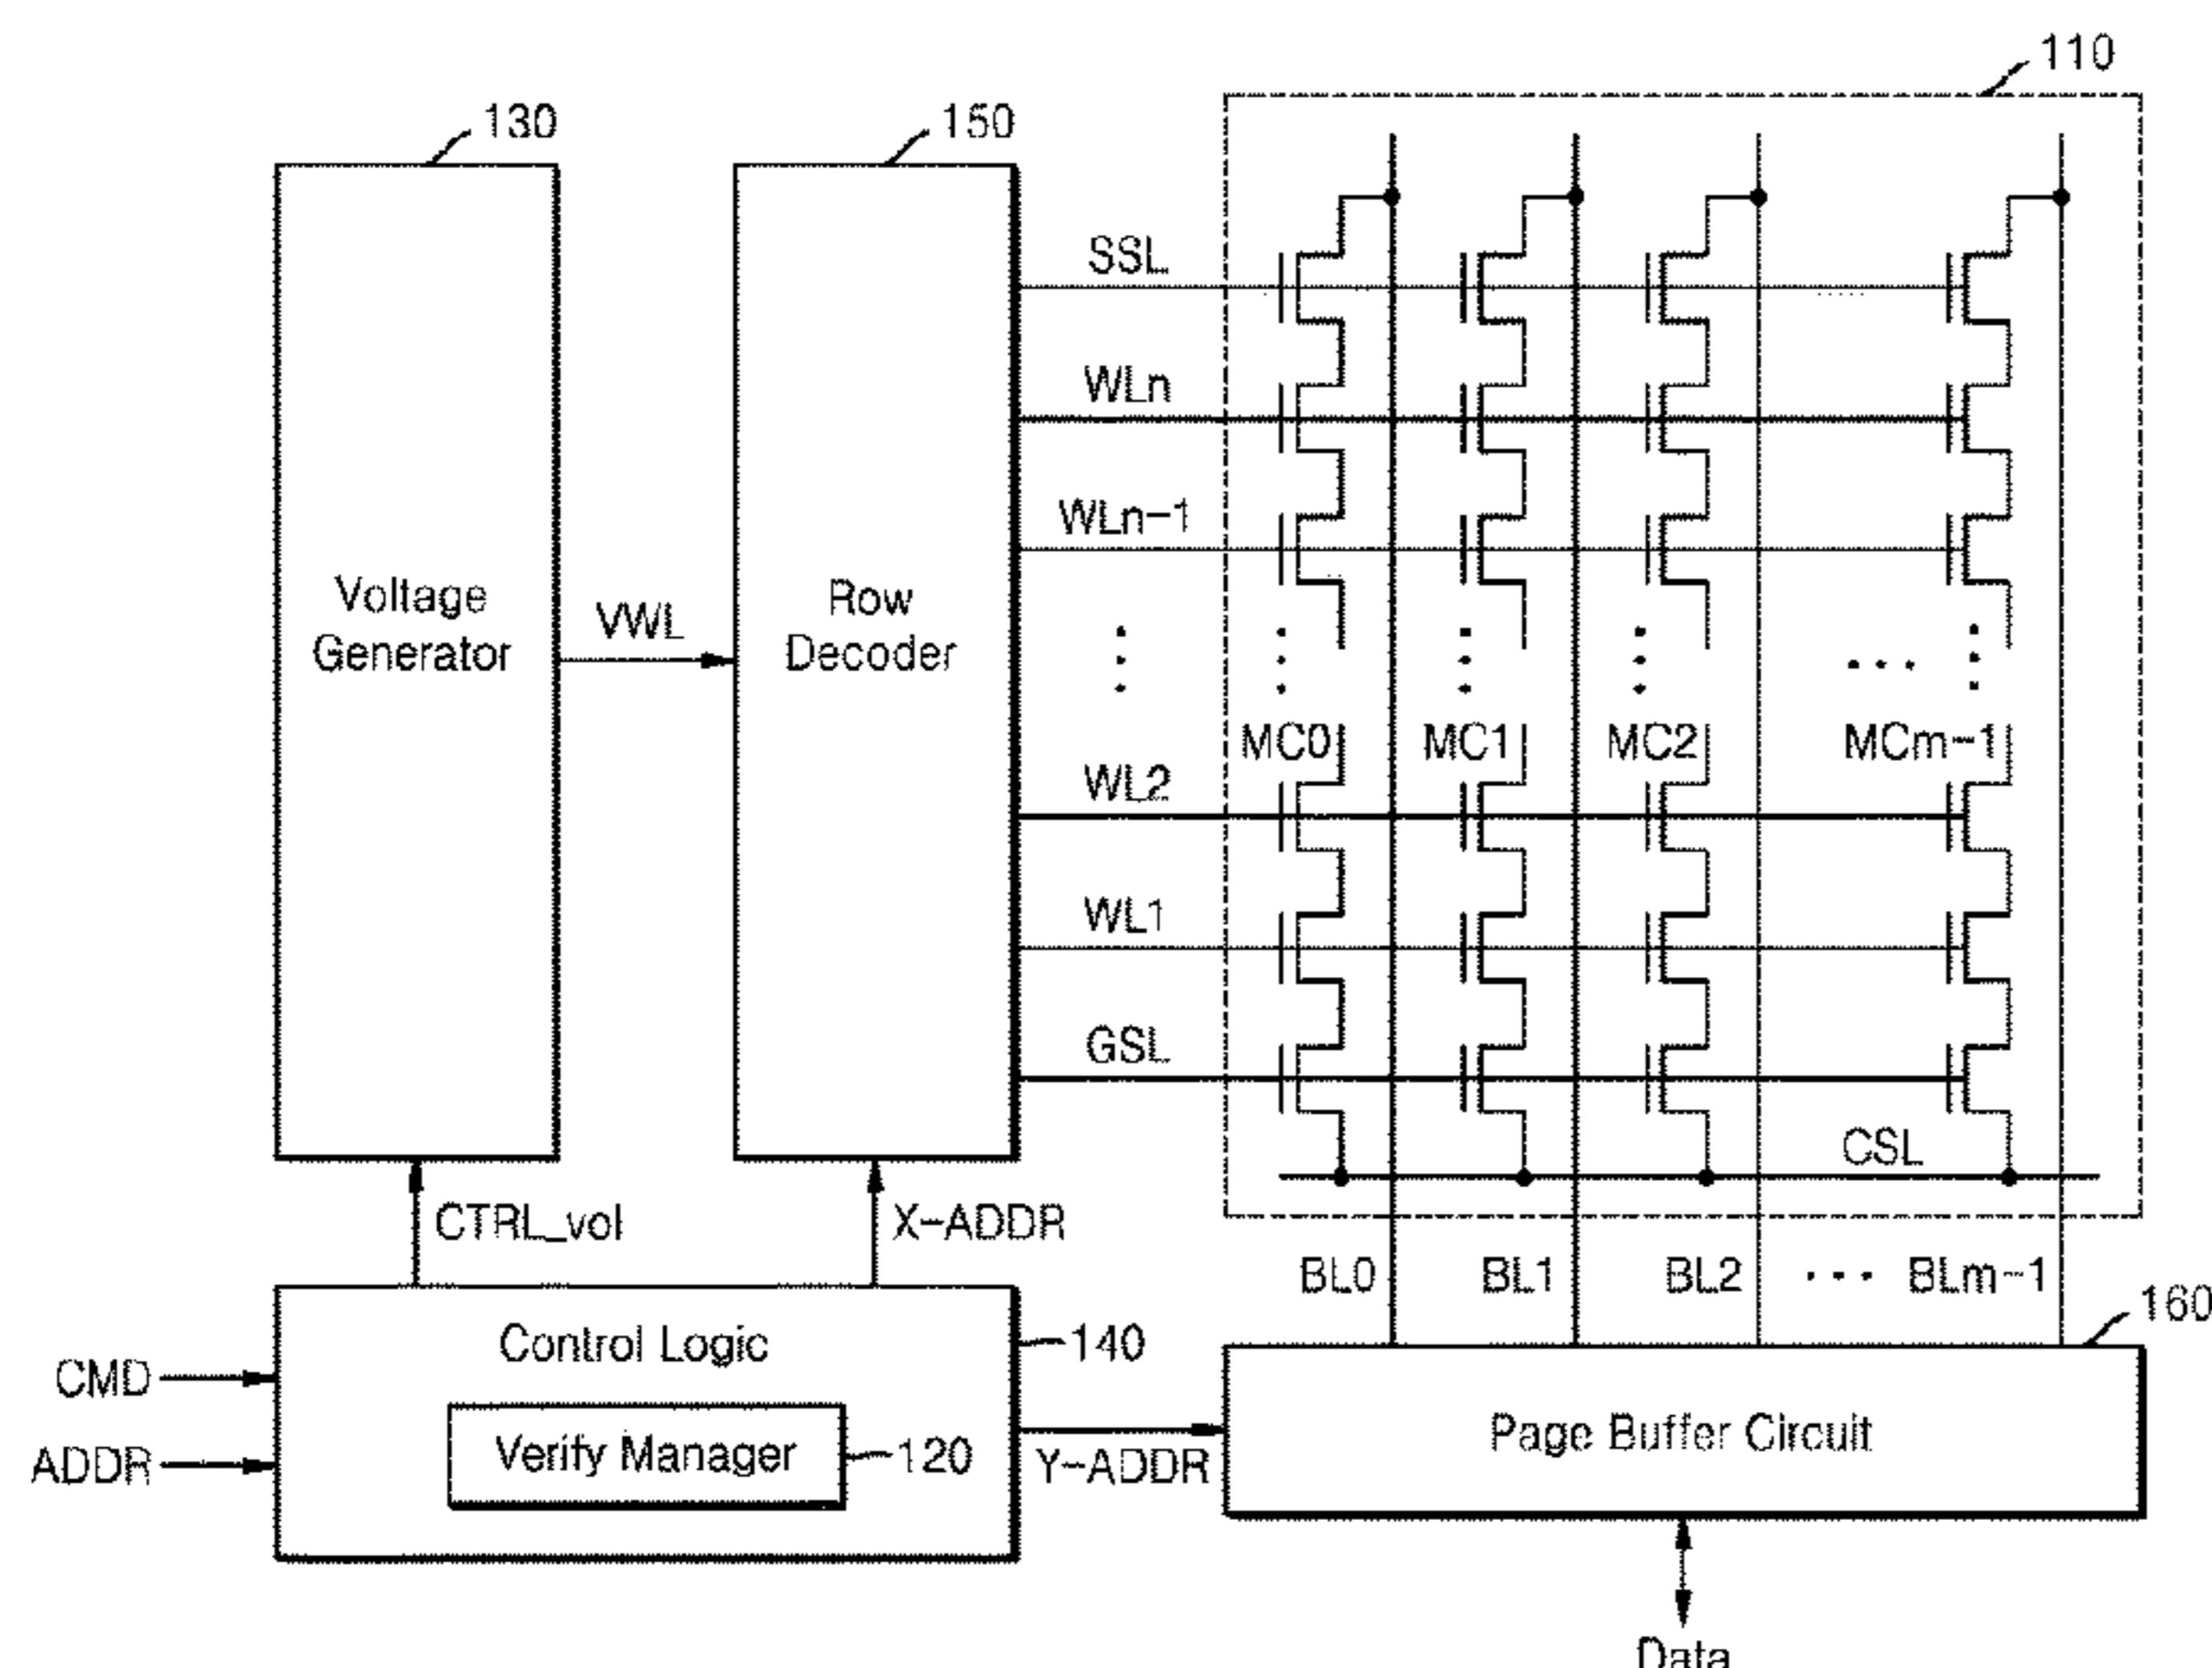 110
130
150
SSL
WLn
WLn-1
Voltage
Generator
VWL
Row
Decoder
MC0
MC1
MC2
MCm-1
WL2
WL1
GSL
CSL
CTRL_vol
X-ADDR
BL0
BL1
BL2
... BLm-1
160
Control Logic
140
CMD
Verify Manager
120
ADDR
Y-ADDR
Page Buffer Circuit
Data